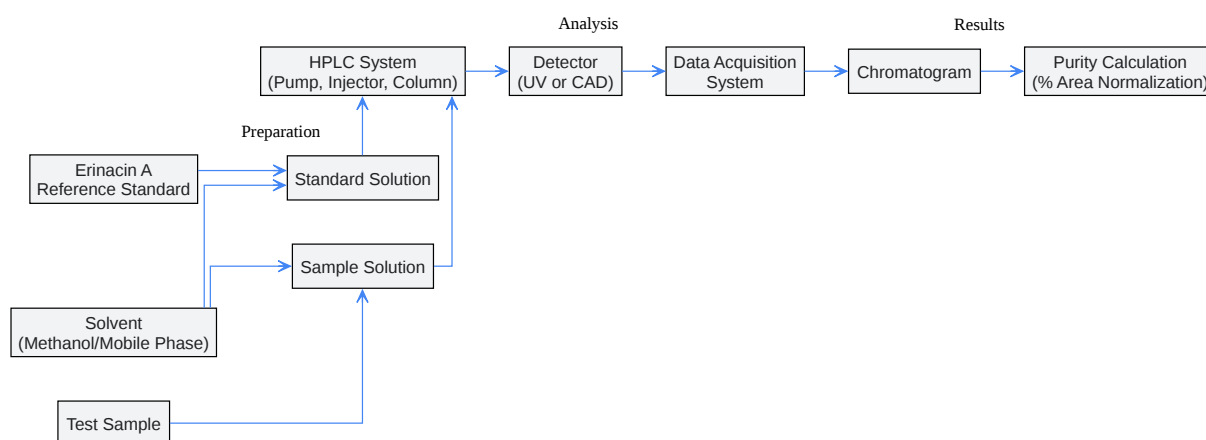 Analysis
Results
HPLC System
(Pump, Injector, Column)
Detector
(UV or CAD)
Data Acquisition
System
Chromatogram
Purity Calculation
(% Area Normalization)
Preparation
Erinacin A
Reference Standard
Standard Solution
Sample Solution
Solvent
(Methanol/Mobile Phase)
Test Sample